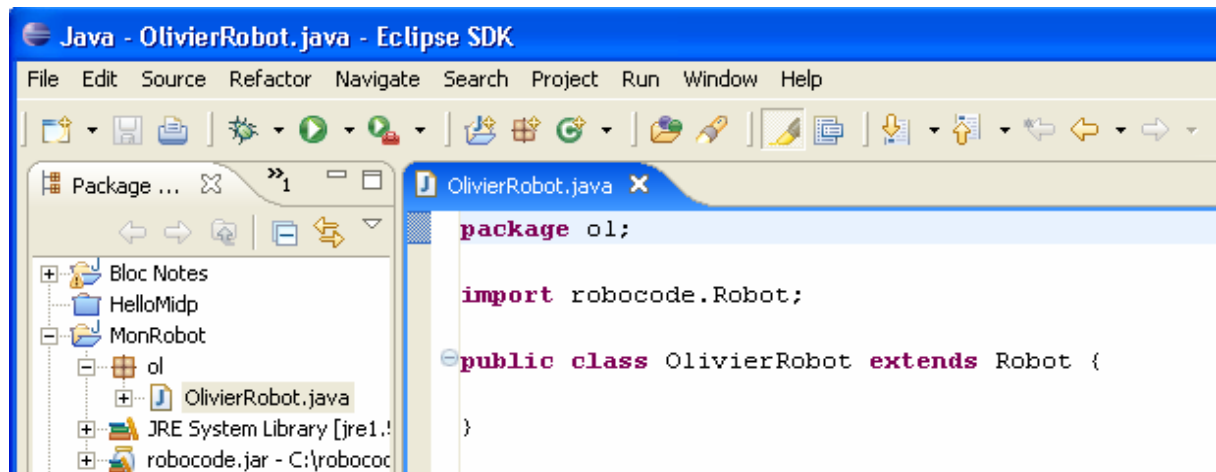 Java - OlivierRobot.java - Eclipse SDK
File Edit Source Refactor Navigate Search Project Run Window Help
Package ... »1
OlivierRobot.java
package ol;
import robocode.Robot;
public class OlivierRobot extends Robot {
}
Bloc Notes
HelloMidp
MonRobot
ol
OlivierRobot.java
JRE System Library [jre1.5
robocode.jar - C:\robococ